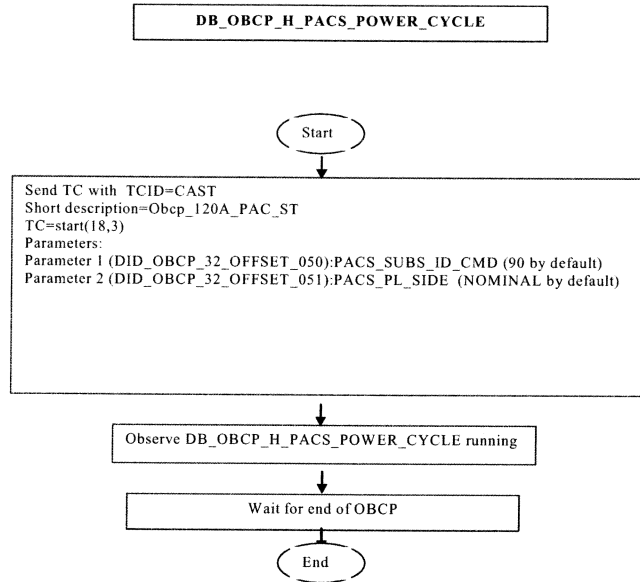 DB_OBCP_H_PACS_POWER_CYCLE
Start
Send TC with TCID=CAST
Short description=Obcp_120A_PAC_ST
TC=start(18,3)
Parameters:
Parameter 1 (DID_OBCP_32_OFFSET_050):PACS_SUBS_ID_CMD (90 by default)
Parameter 2 (DID_OBCP_32_OFFSET_051):PACS_PL_SIDE (NOMINAL by default)
Observe DB_OBCP_H_PACS_POWER_CYCLE running
Wait for end of OBCP
End